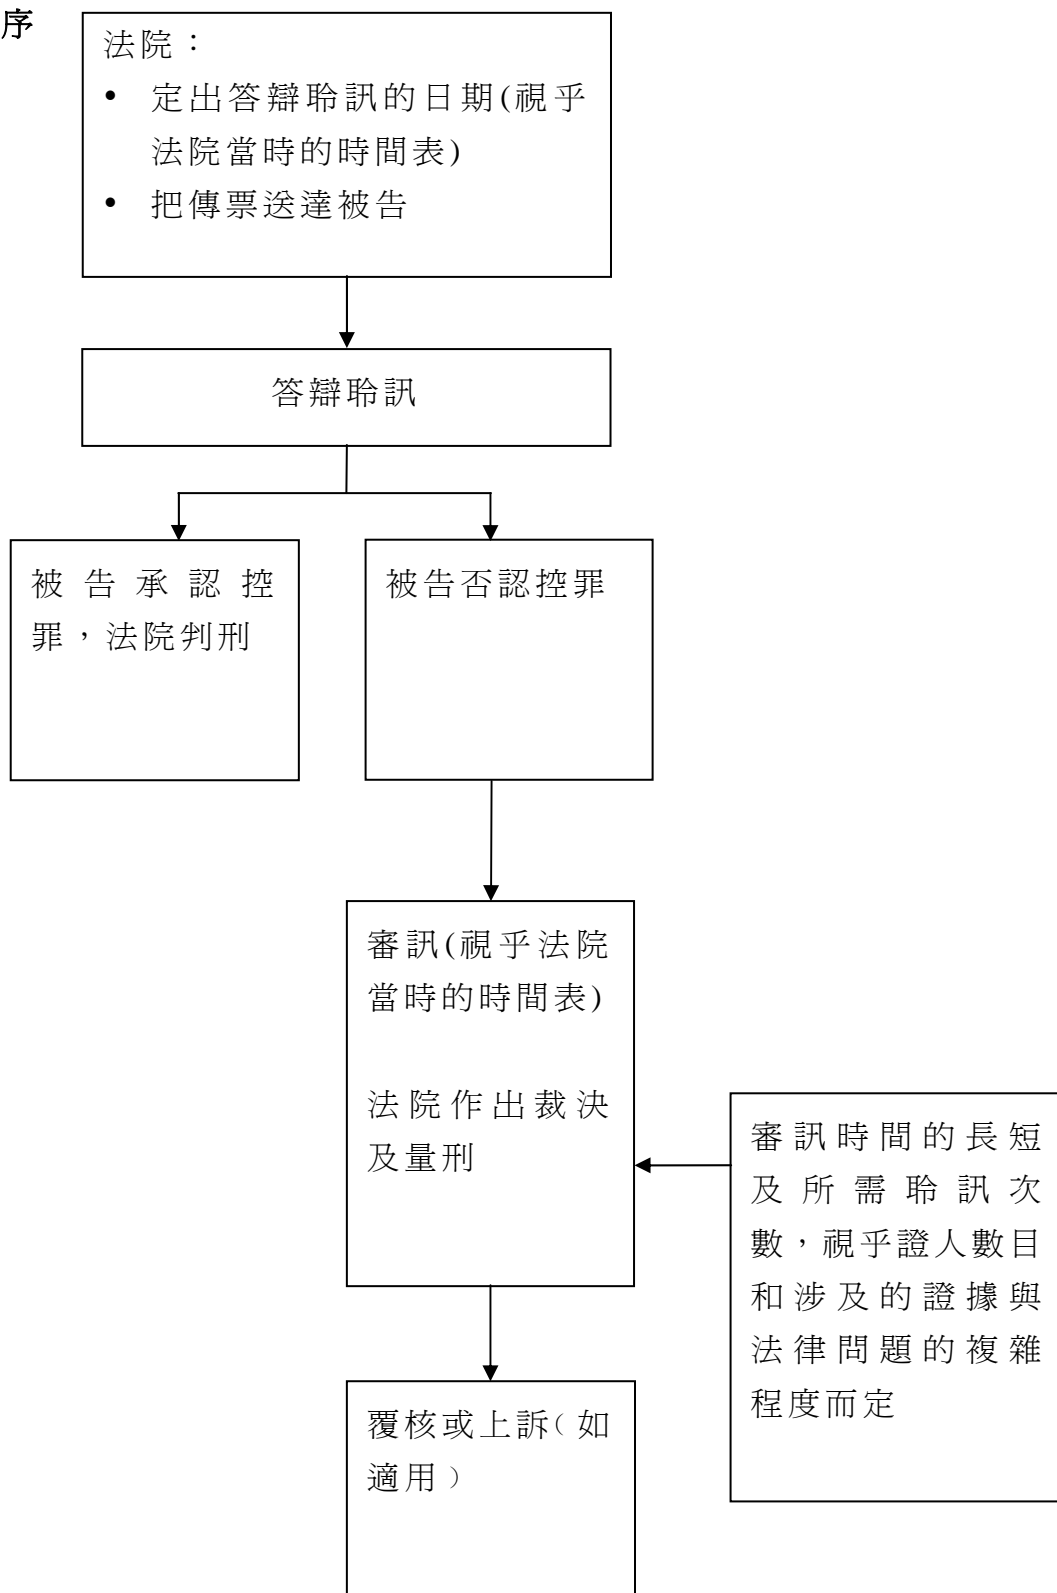 序
法院：
• 定出答辯聆訊的日期(視乎
法院當時的時間表)
• 把傳票送達被告
答辯聆訊
被告承認控
罪，法院判刑
被告否認控罪
審訊(視乎法院
當時的時間表)
法院作出裁決
及量刑
審訊時間的長短
及所需聆訊次
數，視乎證人數目
和涉及的證據與
法律問題的複雜
程度而定
覆核或上訴（如
適用）